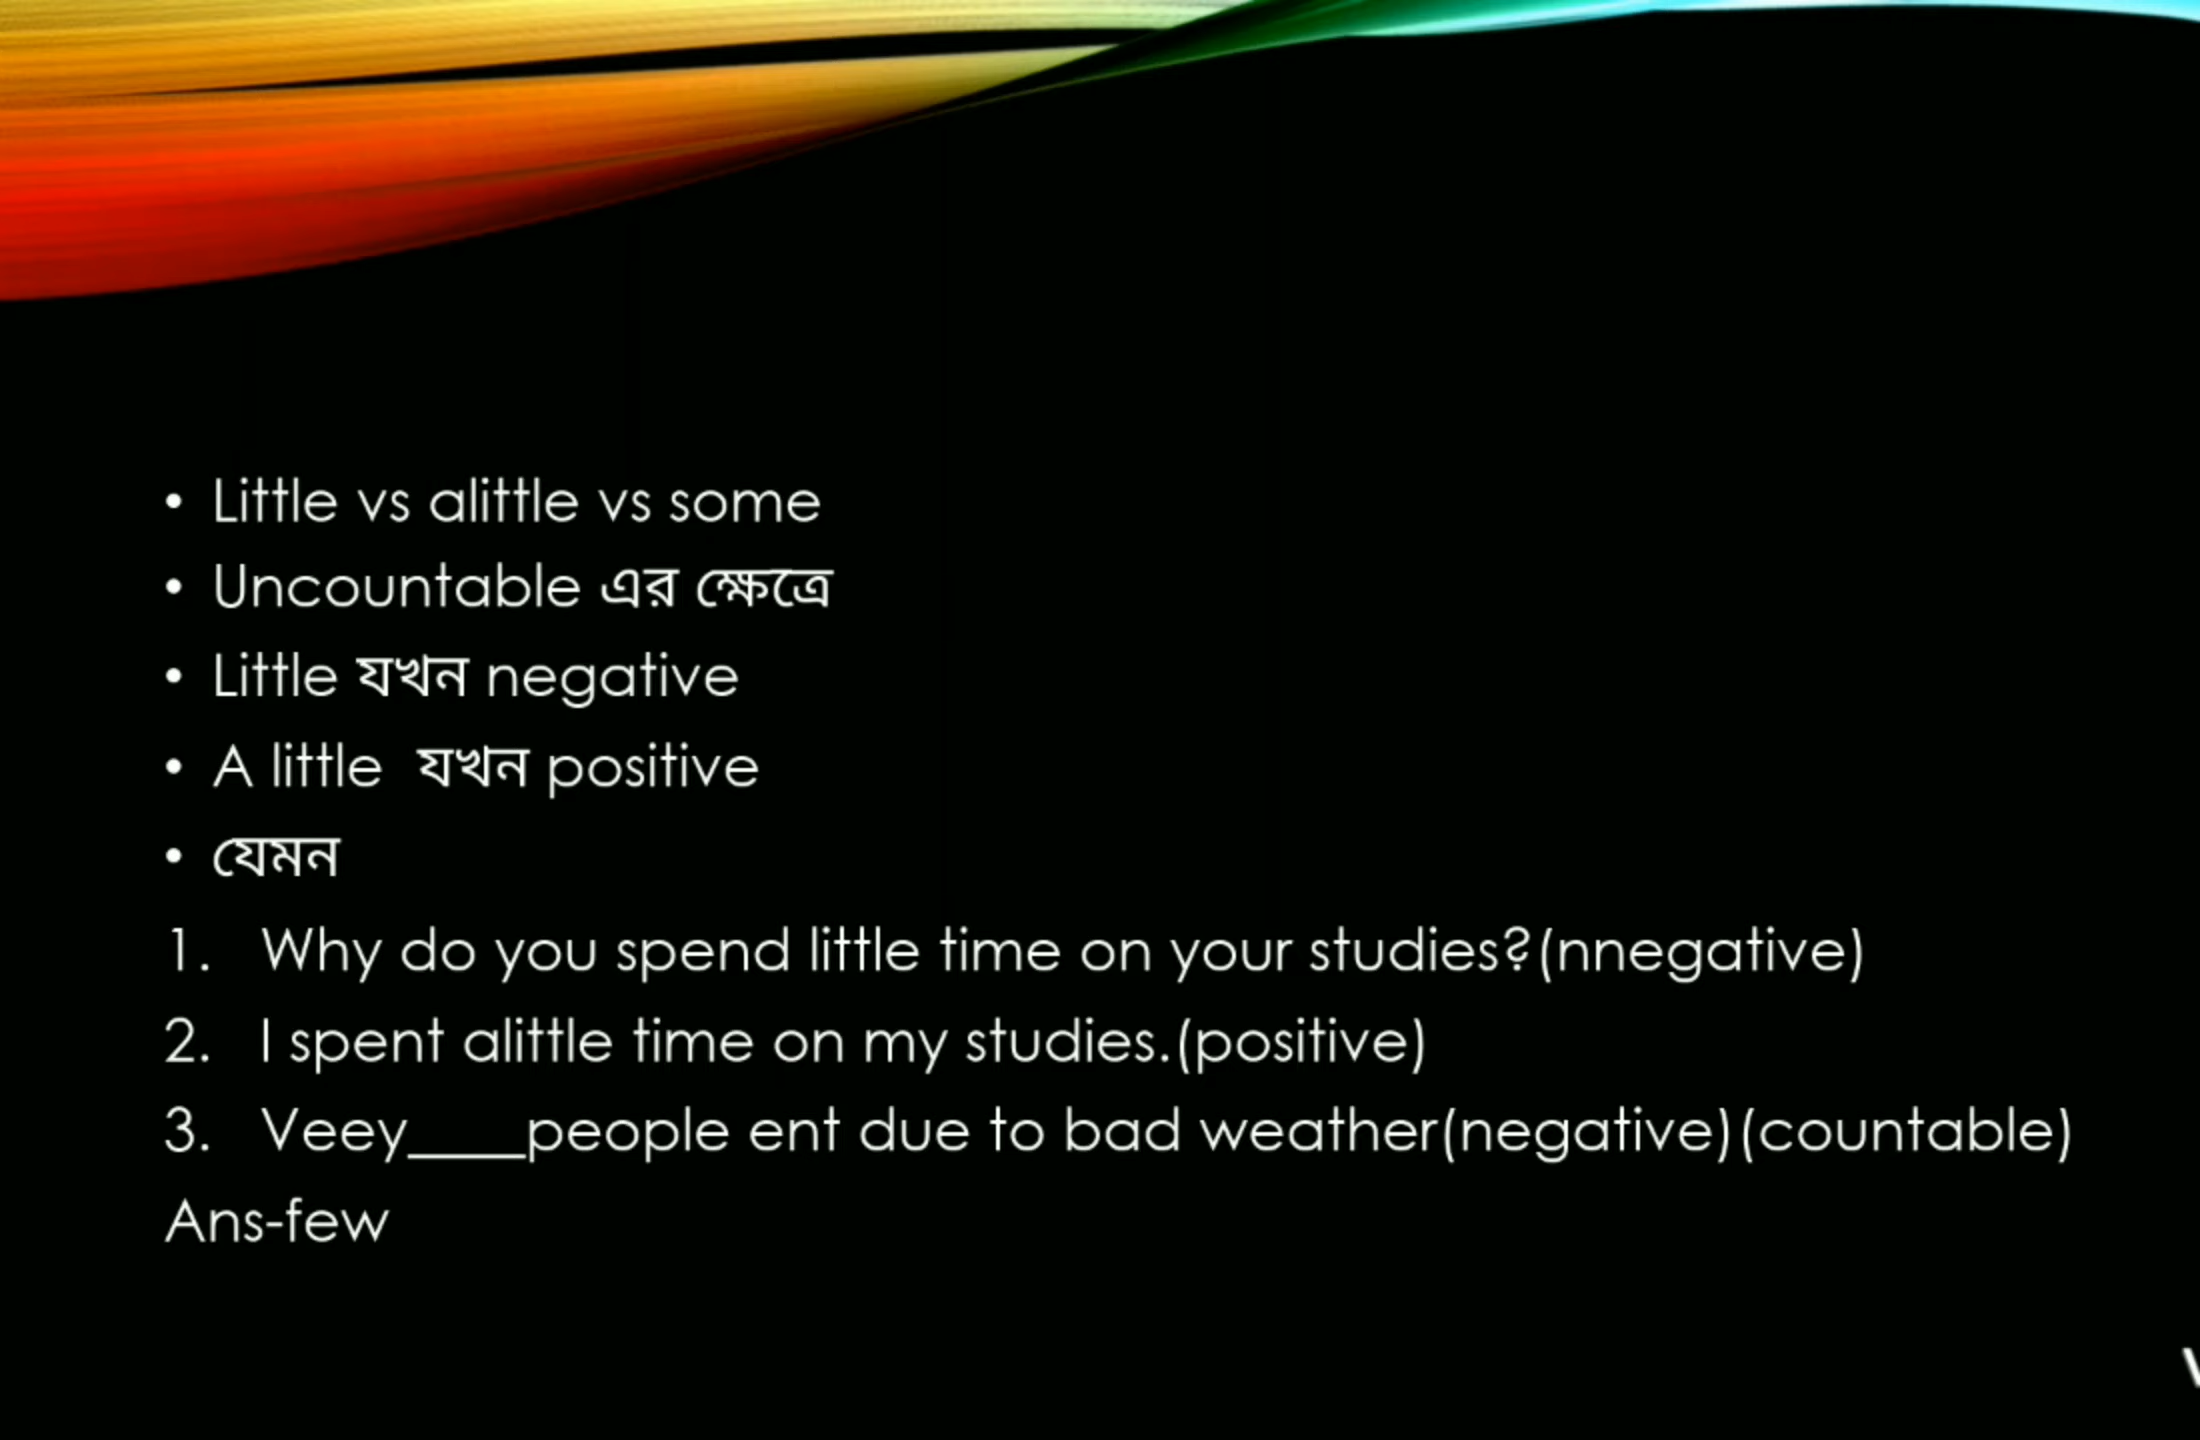 • Little vs alittle vs some
• Uncountable এর ক্ষেত্রে
• Little যখন negative
• A little যখন positive
• যেমন
1. Why do you spend little time on your studies?(nnegative)
2. I spent alittle time on my studies.(positive)
3. Veey____people ent due to bad weather(negative)(countable)
Ans-few